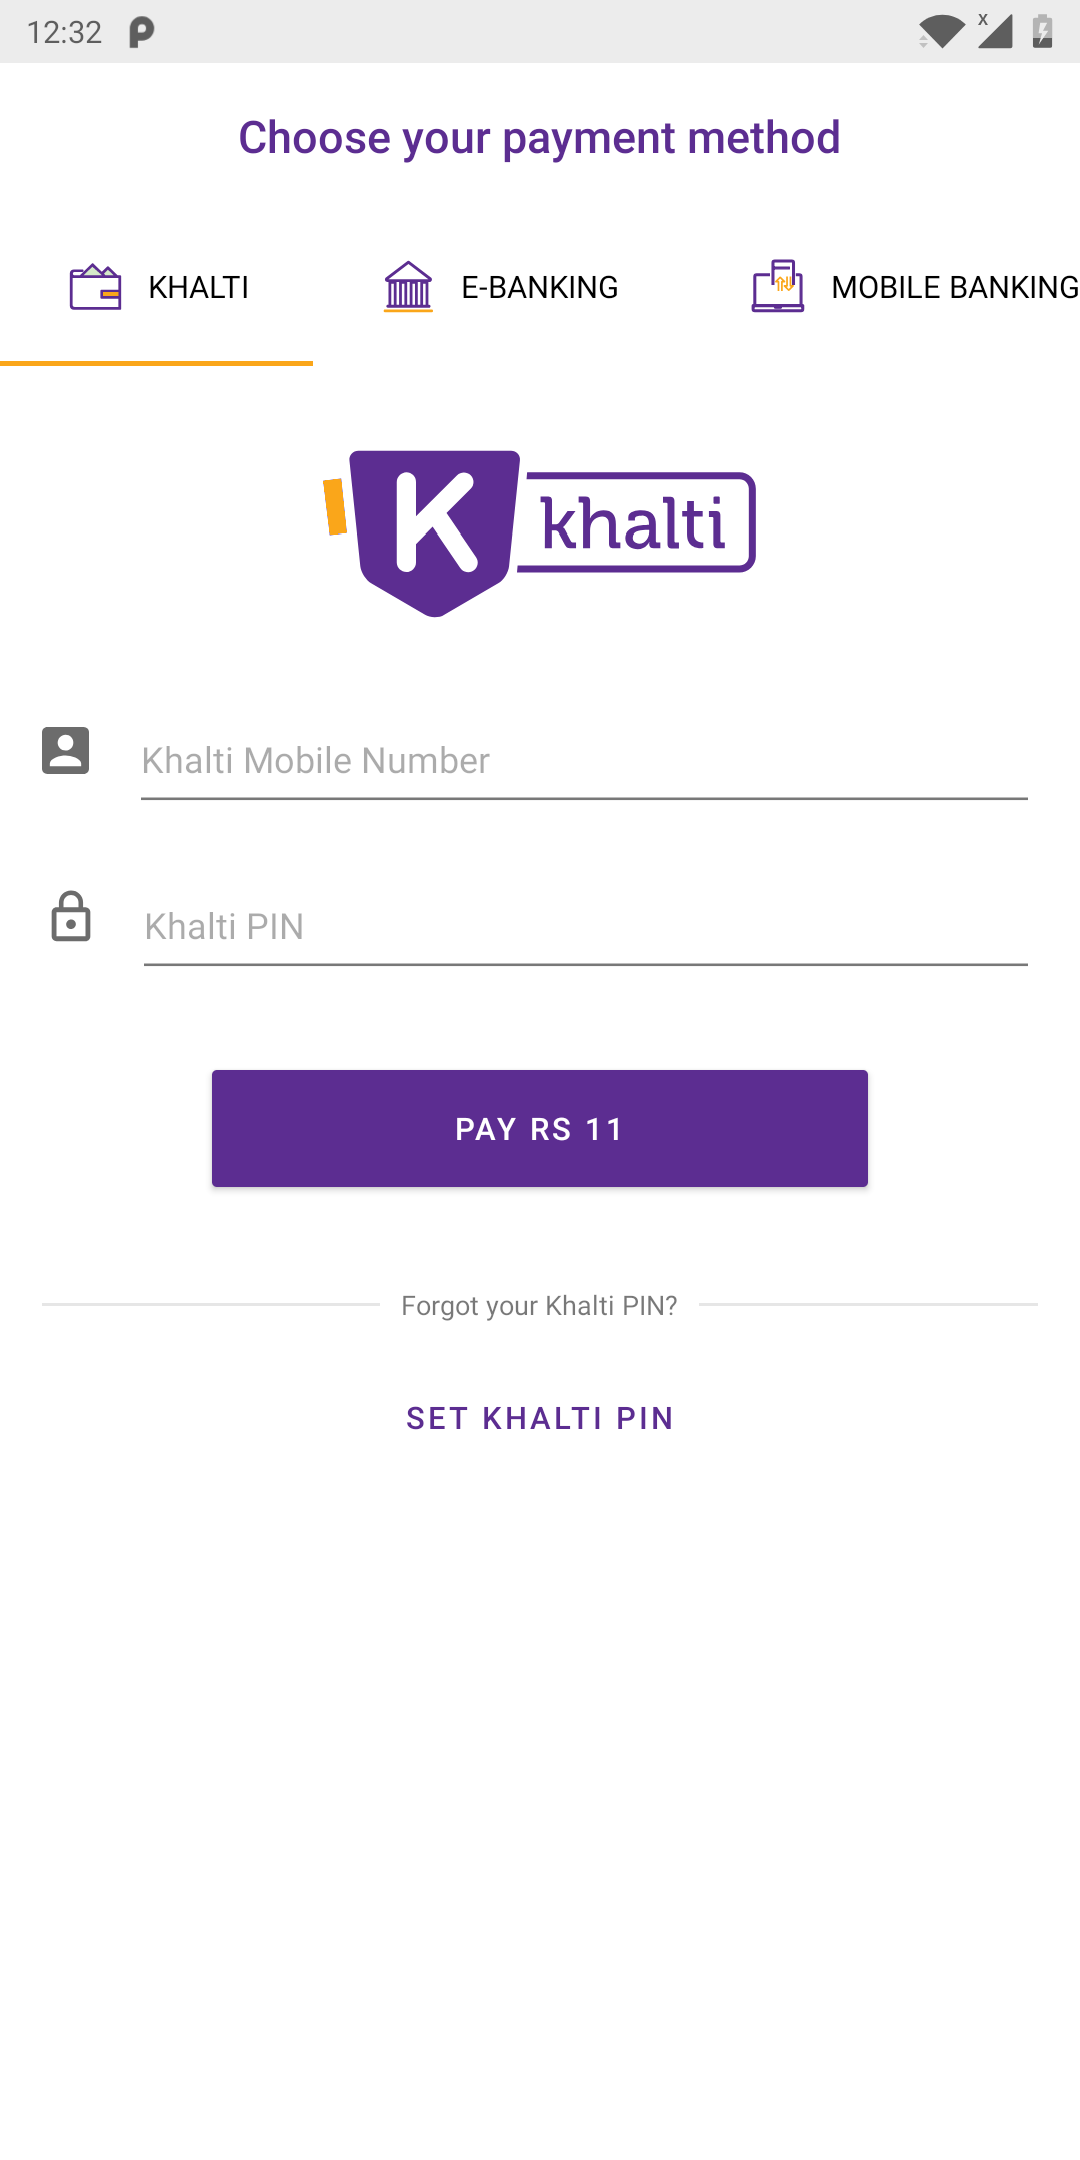 12:32
Choose your payment method
KHALTI
E-BANKING
MOBILE BANKING
K khalti
Khalti Mobile Number
Khalti PIN
PAY RS 11
Forgot your Khalti PIN?
SET KHALTI PIN